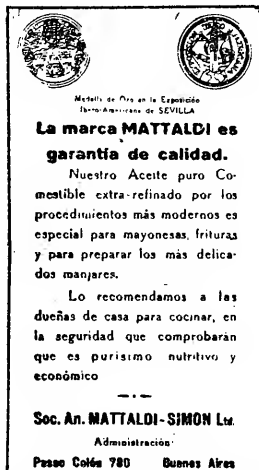 Medalla de Oro en la Exposición
Ibero-Americana de SEVILLA
La marca MATTALDI es
garantía de calidad.
Nuestro Aceite puro Co-
mestible extra-refinado por los
procedimientos más modernos es
especial para mayonesas, frituras
y para preparar los más delica-
dos manjares.
Lo recomendamos a las
dueñas de casa para cocinar, en
la seguridad que comprobarán
que es purísimo nutritivo y
económico
Soc. An. MATTALDI-SIMON Ltr.
Administración·
Paseo Colón 780 Buenos Aires